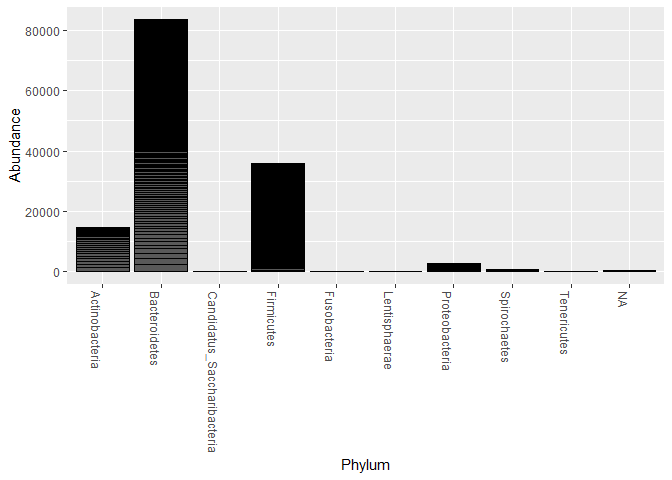 Abundance
80000
60000
40000
20000
0
Actinobacteria
Bacteroidetes
Candidatus_Saccharibacteria
Firmicutes
Fusobacteria
Lentisphaerae
Proteobacteria
Spirochaetes
Tenericutes
NA
Phylum